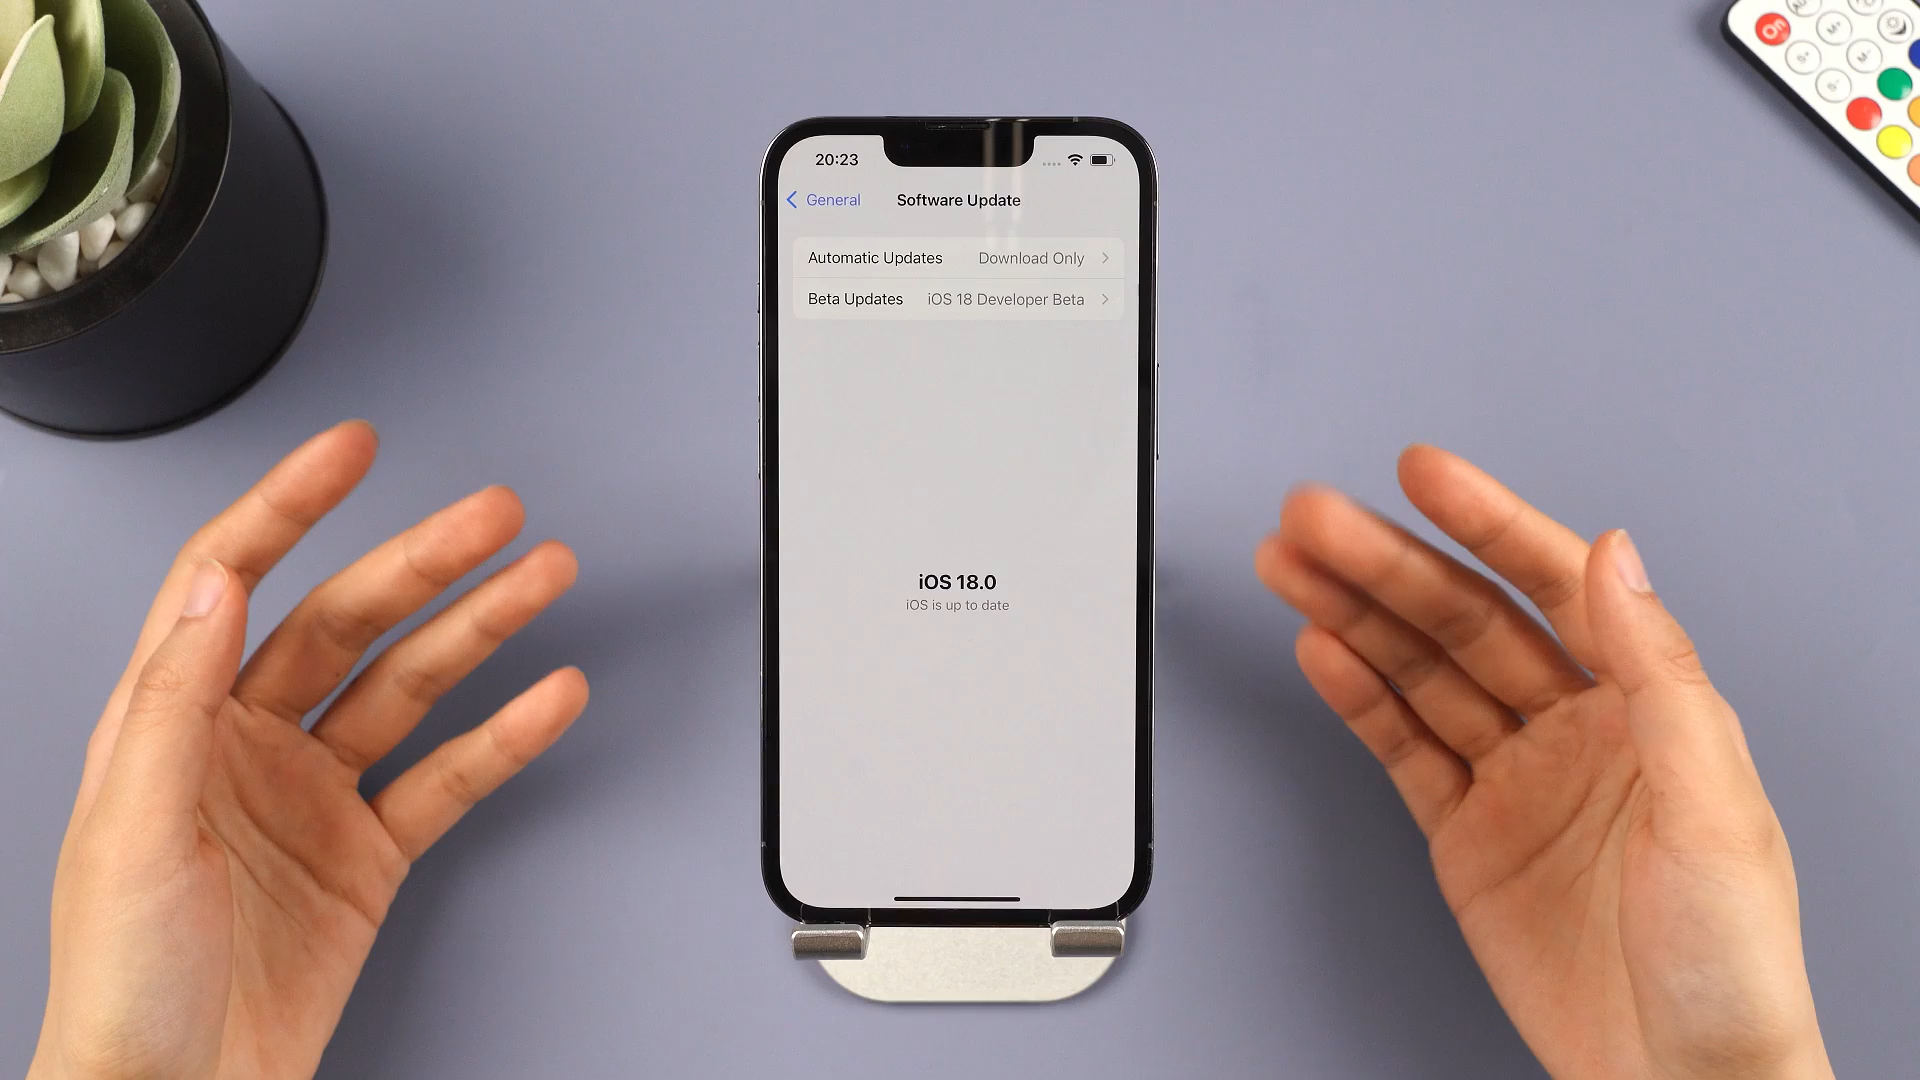 20:23
General
Software Update
Automatic Updates Download Only
Beta Updates iOS 18 Developer Beta
iOS 18.0
iOS is up to date
On
M+
M-
S+
S-